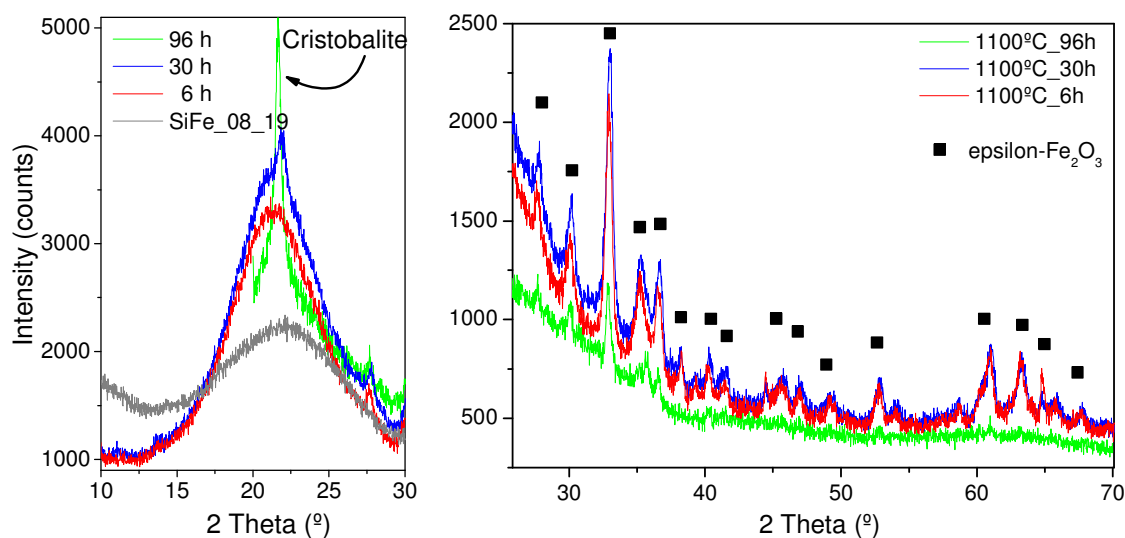 96 h
30 h
6 h
SiFe_08_19
Cristobalite
Intensity (counts)
5000
4000
3000
2000
1000
10
15
20
25
30
2 Theta (º)
1100ºC_96h
1100ºC_30h
1100ºC_6h
epsilon-Fe₂O₃
2500
2000
1500
1000
500
30
40
50
60
70
2 Theta (º)